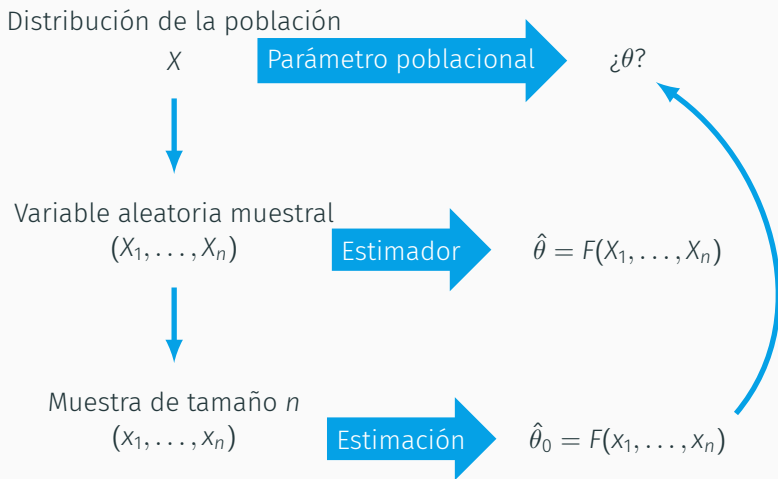 Distribución de la población
X
Parámetro poblacional
¿θ?
Variable aleatoria muestral
(X₁, . . . , Xₙ)
Estimador
θ̂ = F(X₁, . . . , Xₙ)
Muestra de tamaño n
(x₁, . . . , xₙ)
Estimación
θ̂₀ = F(x₁, . . . , xₙ)